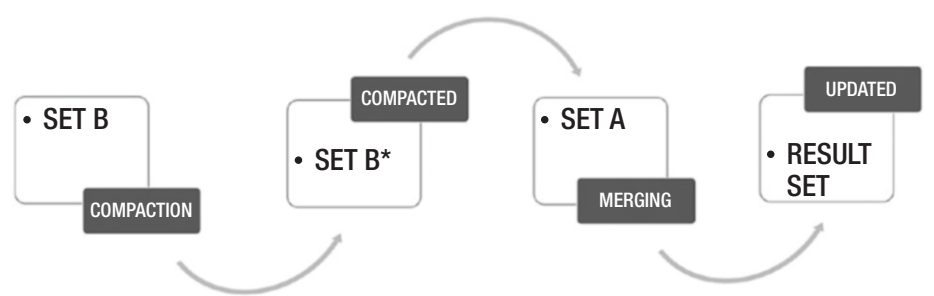 • SET B
COMPACTION
COMPACTED
• SET B*
• SET A
MERGING
UPDATED
• RESULT
SET